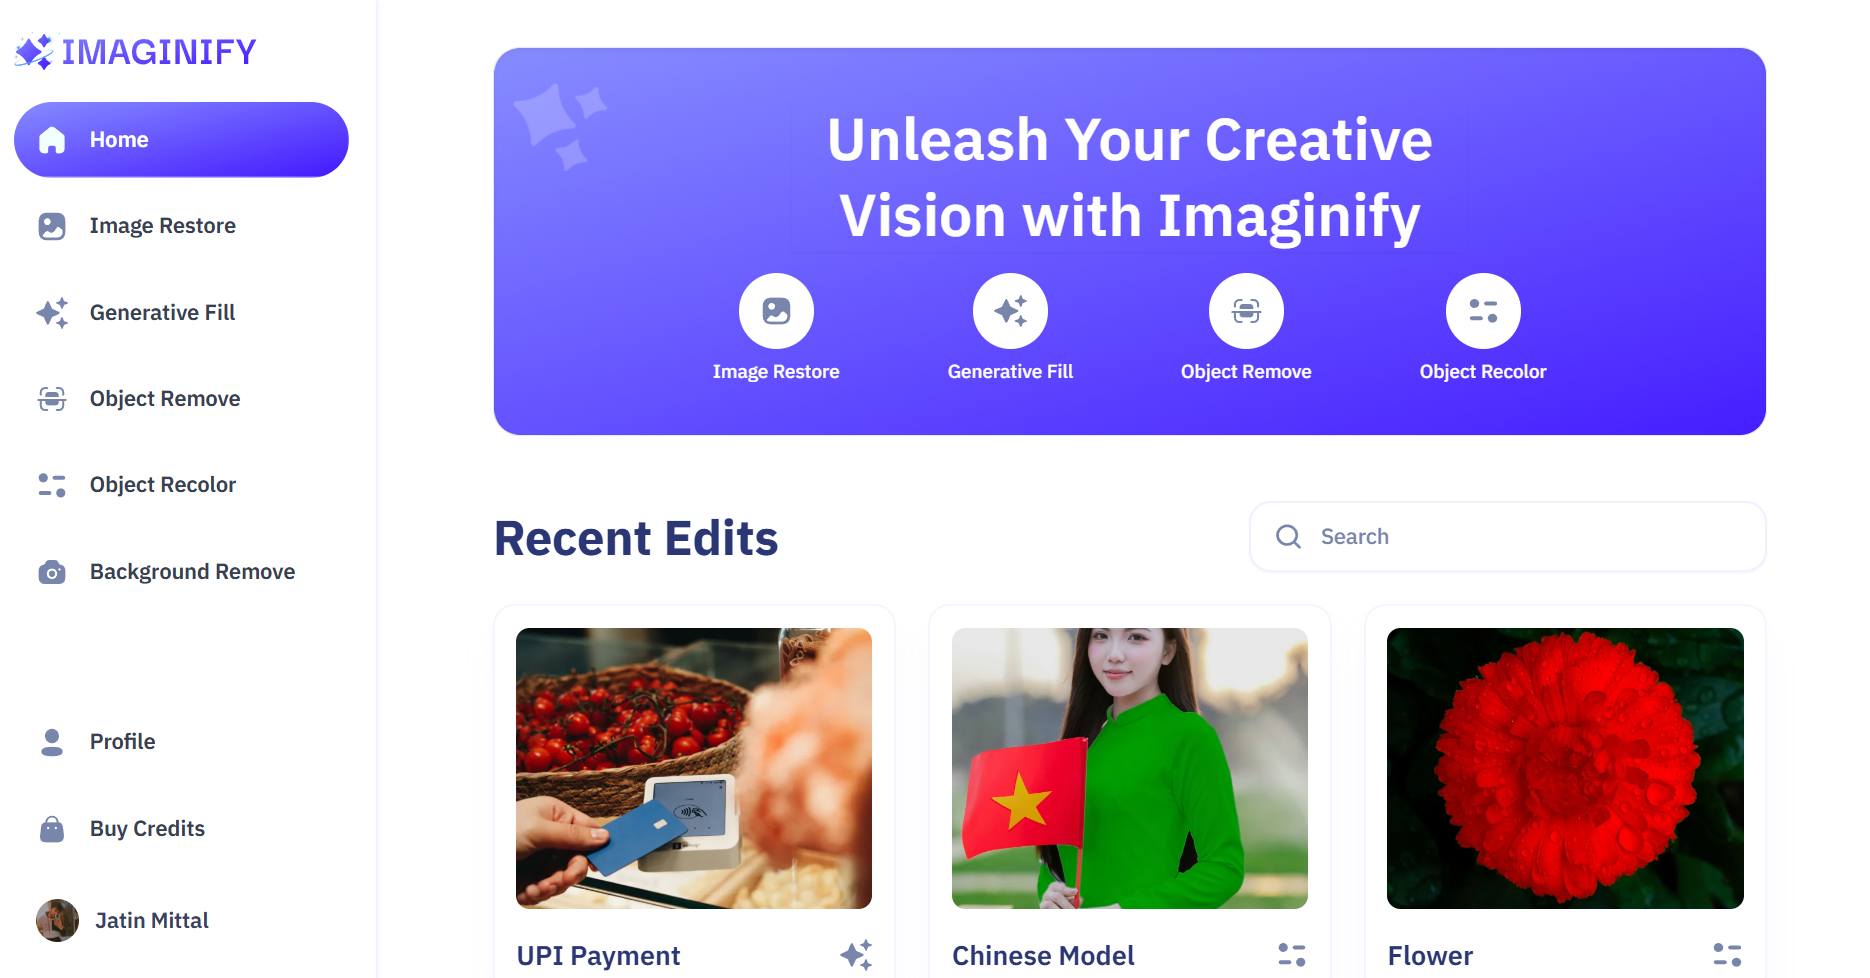 IMAGINIFY
Home
Image Restore
Generative Fill
Object Remove
Object Recolor
Background Remove
Profile
Buy Credits
Jatin Mittal
Unleash Your Creative
Vision with Imaginify
Image Restore
Generative Fill
Object Remove
Object Recolor
Recent Edits
Search
UPI Payment
Chinese Model
Flower